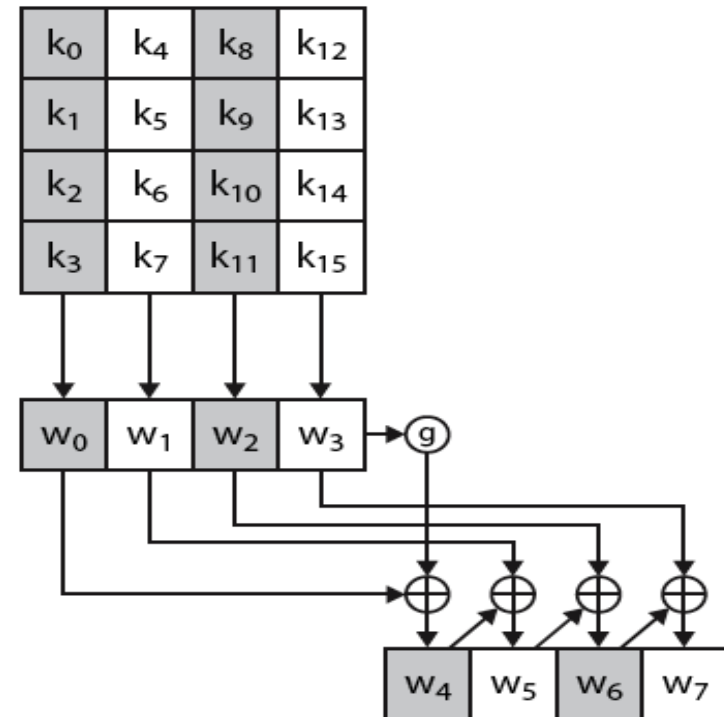 k₀ k₄ k₈ k₁₂
k₁ k₅ k₉ k₁₃
k₂ k₆ k₁₀ k₁₄
k₃ k₇ k₁₁ k₁₅
w₀ w₁ w₂ w₃ g
w₄ w₅ w₆ w₇